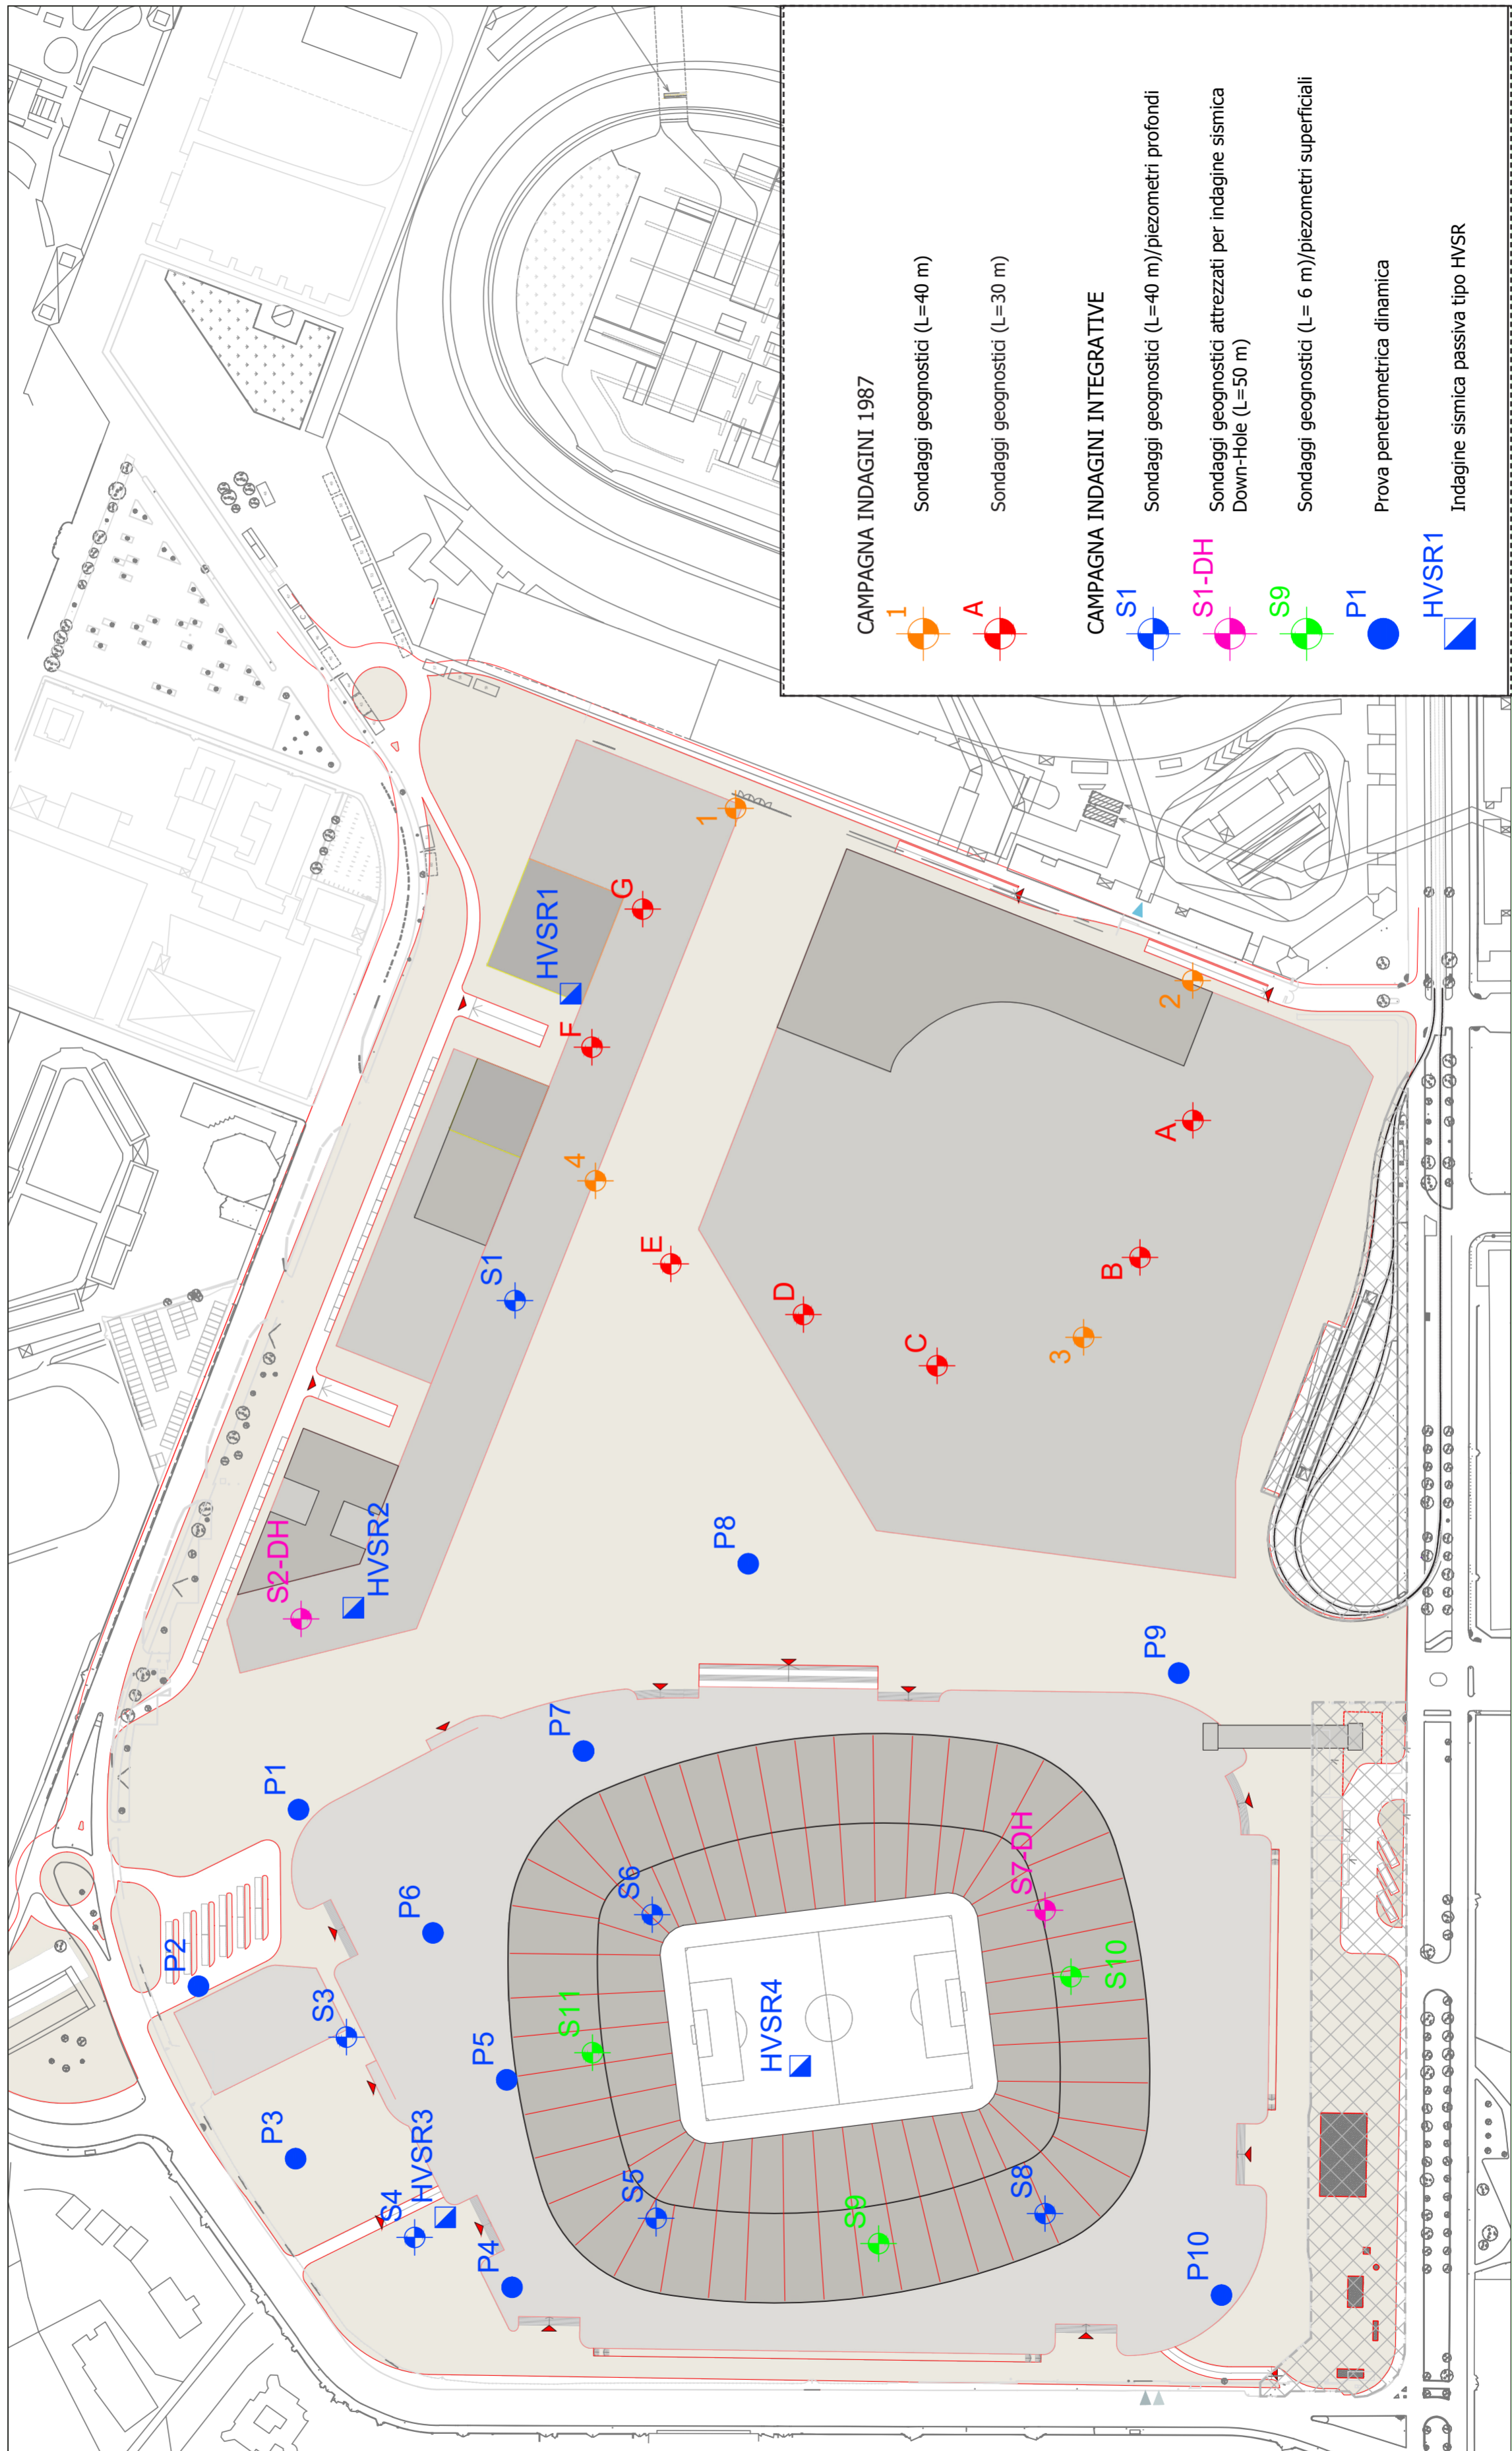 CAMPAGNA INDAGINI 1987
1
Sondaggi geognostici (L=40 m)
A
Sondaggi geognostici (L=30 m)
CAMPAGNA INDAGINI INTEGRATIVE
S1
Sondaggi geognostici (L=40 m)/piezometri profondi
S1-DH
Sondaggi geognostici attrezzati per indagine sismica
Down-Hole (L=50 m)
S9
Sondaggi geognostici (L= 6 m)/piezometri superficiali
P1
Prova penetrometrica dinamica
HVSR1
Indagine sismica passiva tipo HVSR
P2
P3
S4
HVSR3
P4
S3
P1
P6
P5
S11
S5
S6
P7
HVSR4
S9
S7-DH
S10
S8
P10
P9
P8
S2-DH
HVSR2
S1
4
E
F
HVSR1
G
1
D
C
3
B
A
2